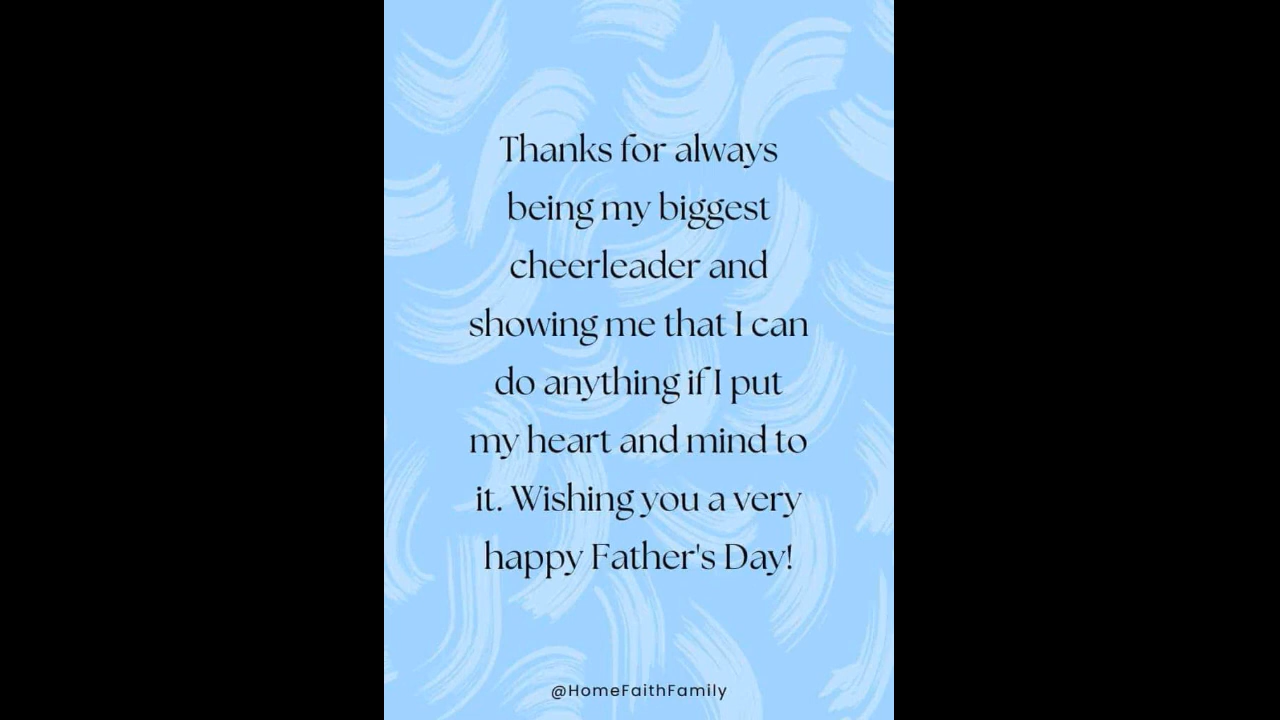 Thanks for always
being my biggest
cheerleader and
showing me that I can
do anything if I put
my heart and mind to
it. Wishing you a very
happy Father's Day!
@HomeFaithFamily